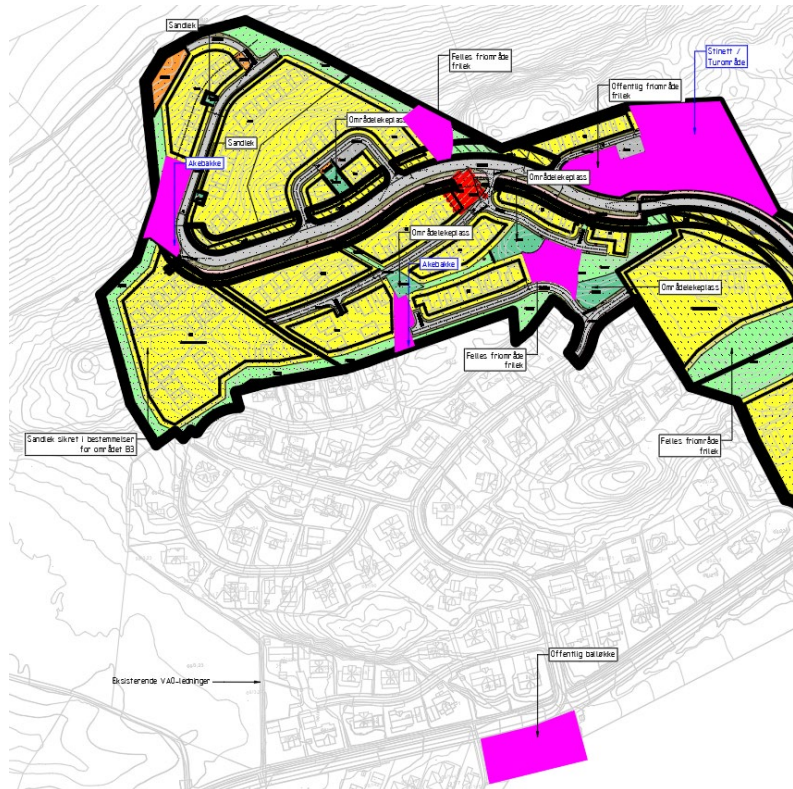 Sandlek
Felles friområde
frilek
Stinett /
Turområde
Offentlig friområde
frilek
Områdelekeplass
Sandlek
Akebakke
Områdelekeplass
Områdelekeplass
Akebakke
Områdelekeplass
Felles friområde
frilek
Sandlek sikret i bestemmelser
for området B3
Felles friområde
frilek
Offentlig balløkke
Eksisterende VAO-ledninger